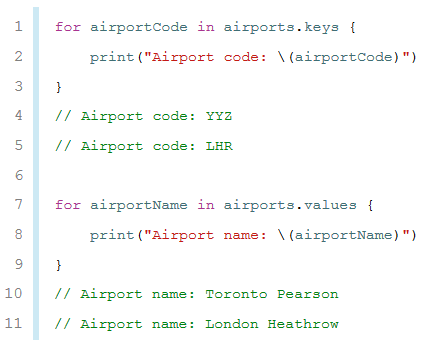 1 for airportCode in airports.keys {
2     print("Airport code: \(airportCode)")
3 }
4 // Airport code: YYZ
5 // Airport code: LHR
6
7 for airportName in airports.values {
8     print("Airport name: \(airportName)")
9 }
10 // Airport name: Toronto Pearson
11 // Airport name: London Heathrow